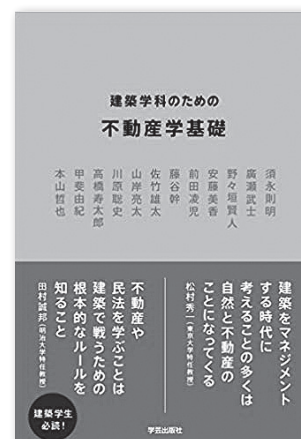 建築学科のための
不動産学基礎
須永則明
廣瀬武士
野々垣賢人
安藤美香
前田凌児
藤谷幹
佐竹雄太
山岸亮太
川原聡史
高橋寿太郎
甲斐由紀
本山哲也
建築をマネジメント
する時代に
考えることの多くは
自然と不動産の
ことになってくる
松村秀一(東京大学特任教授)
不動産や
民法を学ぶことは
建築で戦うための
根本的なルールを
知ること
田村誠邦(明治大学特任教授)
建築学生
必読!
学芸出版社